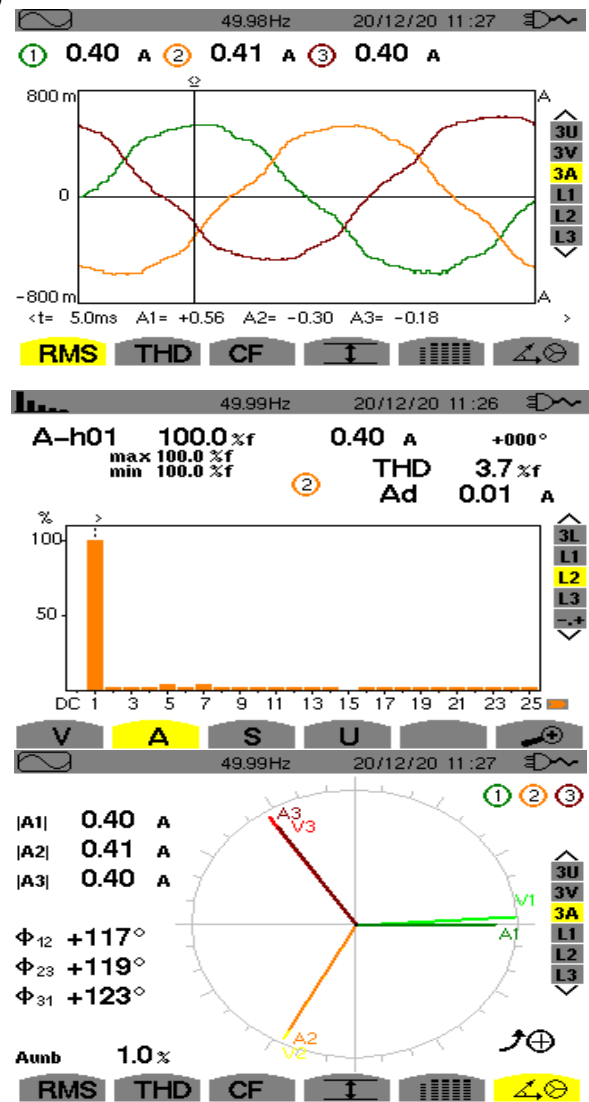 49.98Hz 20/12/20 11:27
1 0.40 A 2 0.41 A 3 0.40 A
800 m A
3U
3V
3A
0
L1
L2
L3
-800 m A
<t= 5.0ms A1= +0.56 A2= -0.30 A3= -0.18 >
RMS THD CF
49.99Hz 20/12/20 11:26
A-h01 100.0 %f 0.40 A +000°
max 100.0 %f
min 100.0 %f
2
THD 3.7 %f
Ad 0.01 A
% >
100
50
3L
L1
L2
L3
-.+
DC 1 3 5 7 9 11 13 15 17 19 21 23 25
V A S U
49.99Hz 20/12/20 11:27
1 2 3
|A1| 0.40 A
|A2| 0.41 A
|A3| 0.40 A
Φ12 +117°
Φ23 +119°
Φ31 +123°
Aunb 1.0 %
A3
V3
V1
A1
A2
V2
3U
3V
3A
L1
L2
L3
RMS THD CF